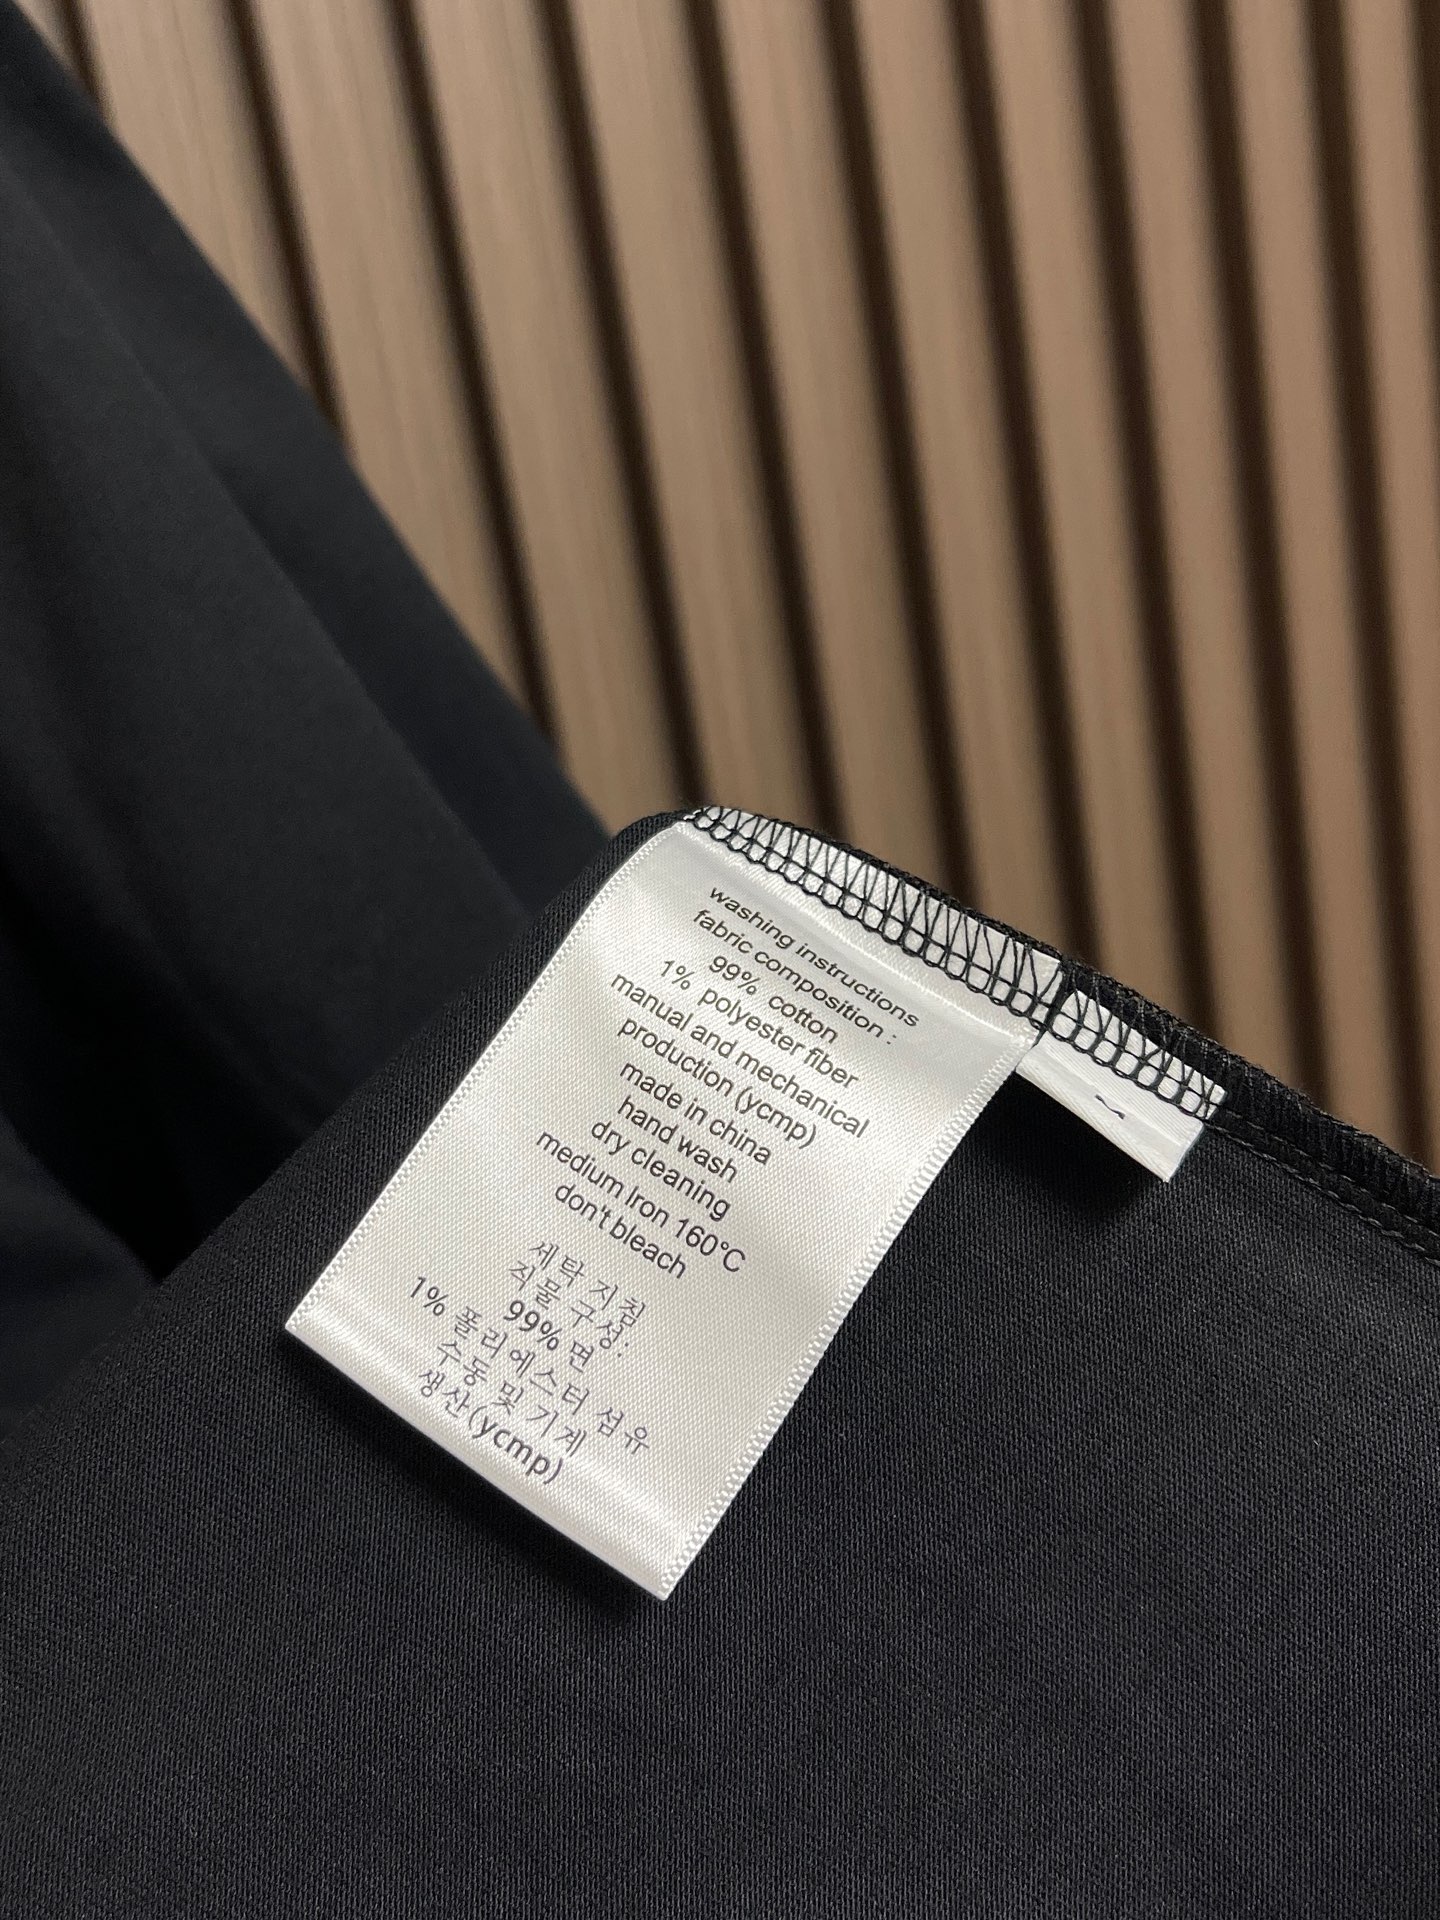 washing instructions
fabric composition :
99% cotton
1% polyester fiber
manual and mechanical
production (ycmp)
made in china
hand wash
dry cleaning
medium Iron 160°C
don't bleach
세탁 지침
직물 구성:
99% 면
1% 폴리에스터 섬유
수동 및 기계
생산(ycmp)